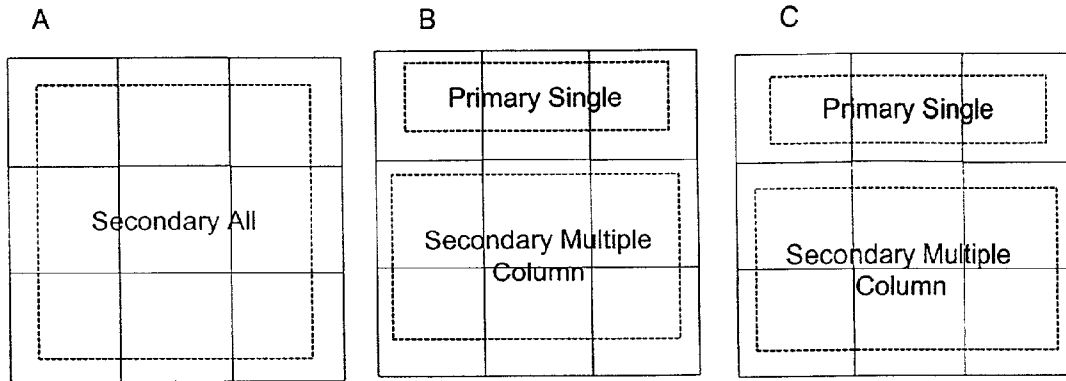 A
B
C
Secondary All
Primary Single
Secondary Multiple
Column
Primary Single
Secondary Multiple
Column